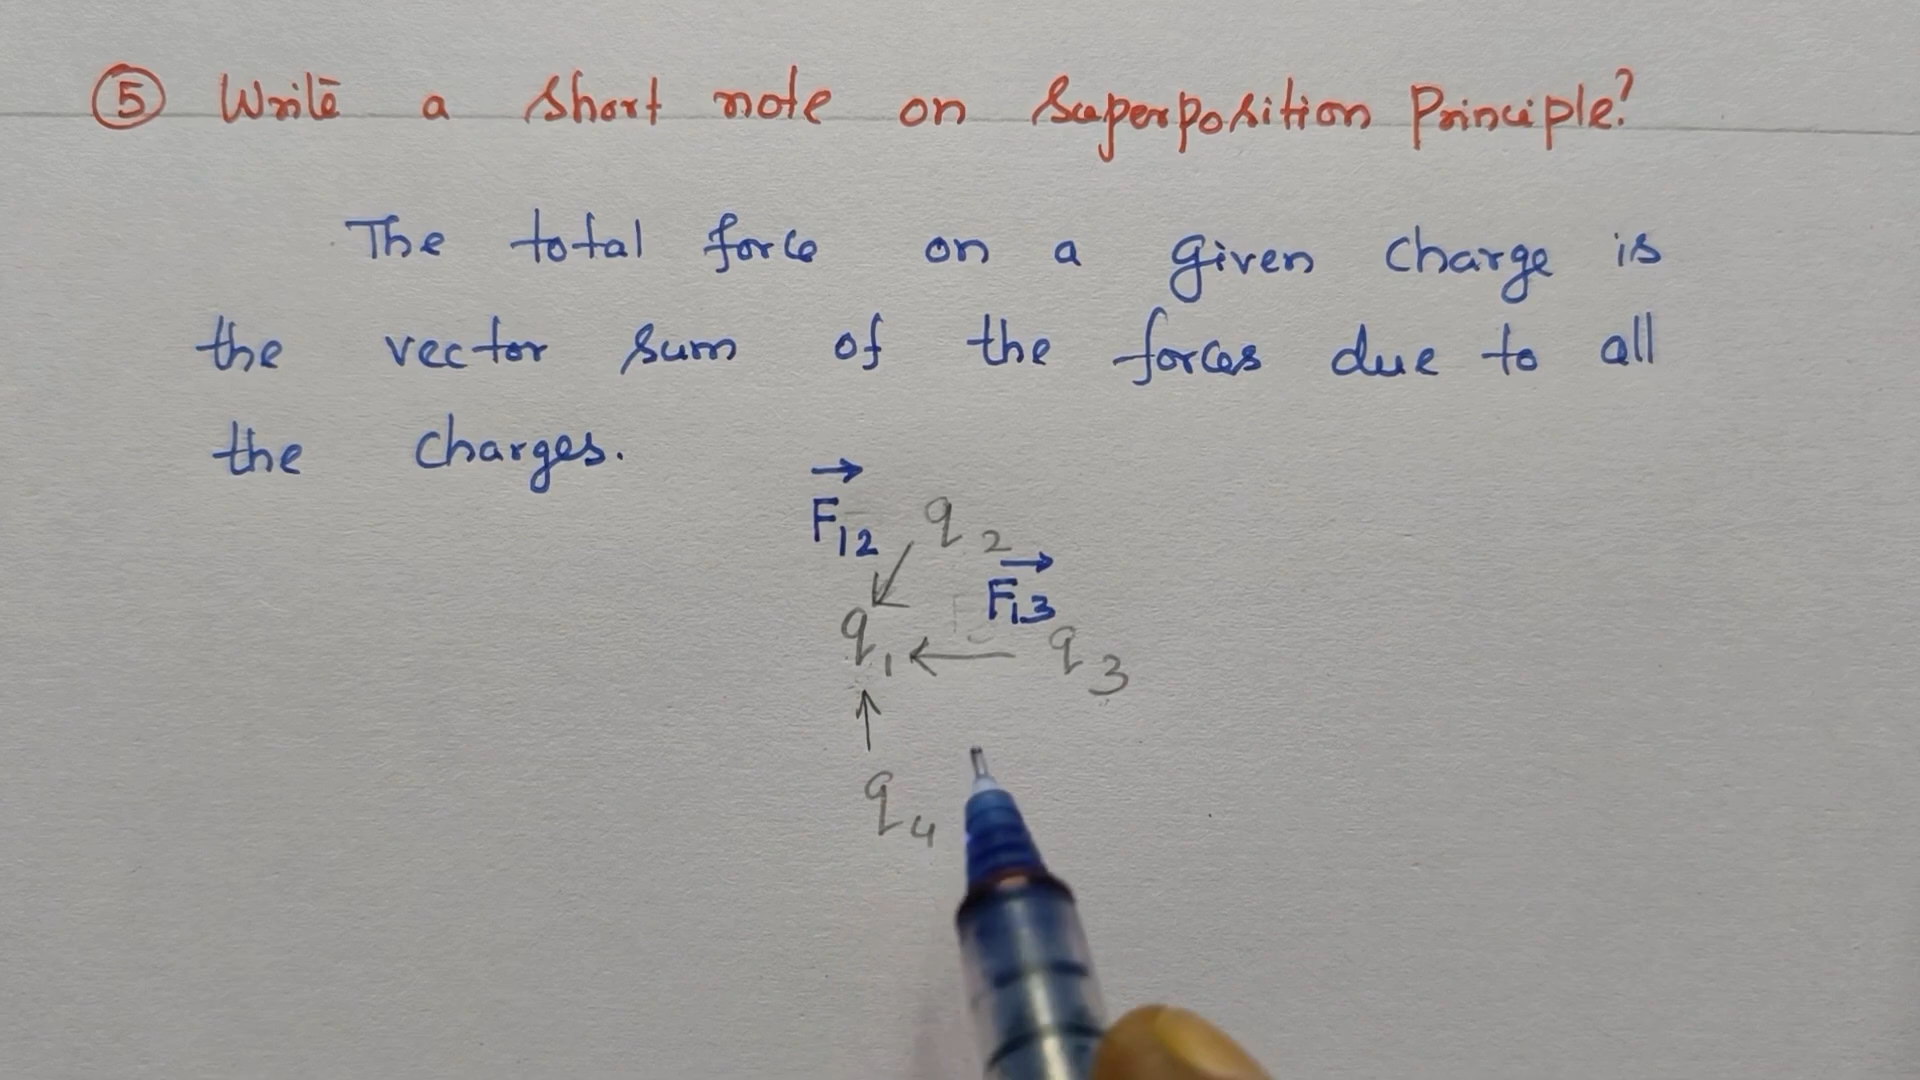 5 Write a short note on Superposition Principle?
The total force on a given charge is
the vector sum of the forces due to all
the charges.
F12 q2
F13
q1 q3
q4